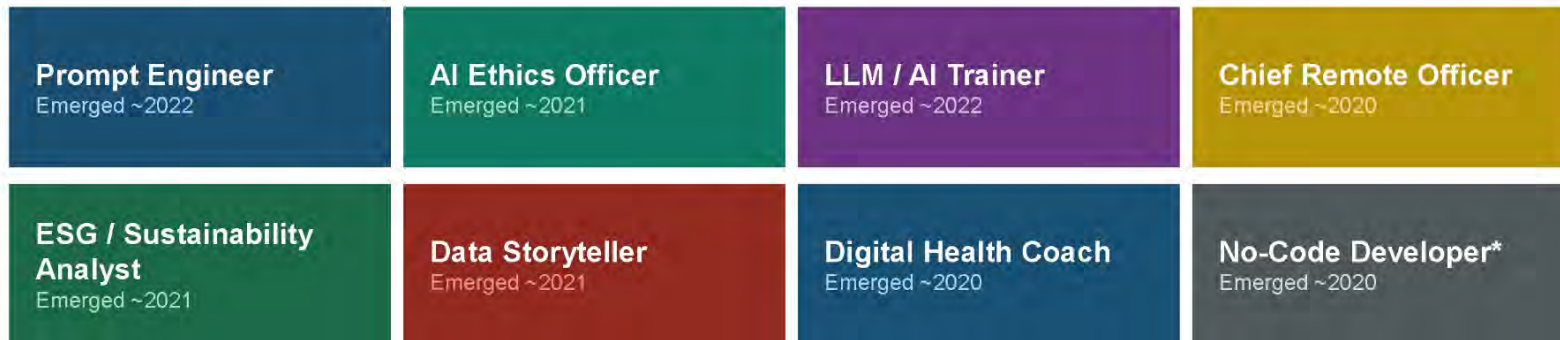 Prompt Engineer
Emerged ~2022
AI Ethics Officer
Emerged ~2021
LLM / AI Trainer
Emerged ~2022
Chief Remote Officer
Emerged ~2020
ESG / Sustainability
Analyst
Emerged ~2021
Data Storyteller
Emerged ~2021
Digital Health Coach
Emerged ~2020
No-Code Developer*
Emerged ~2020